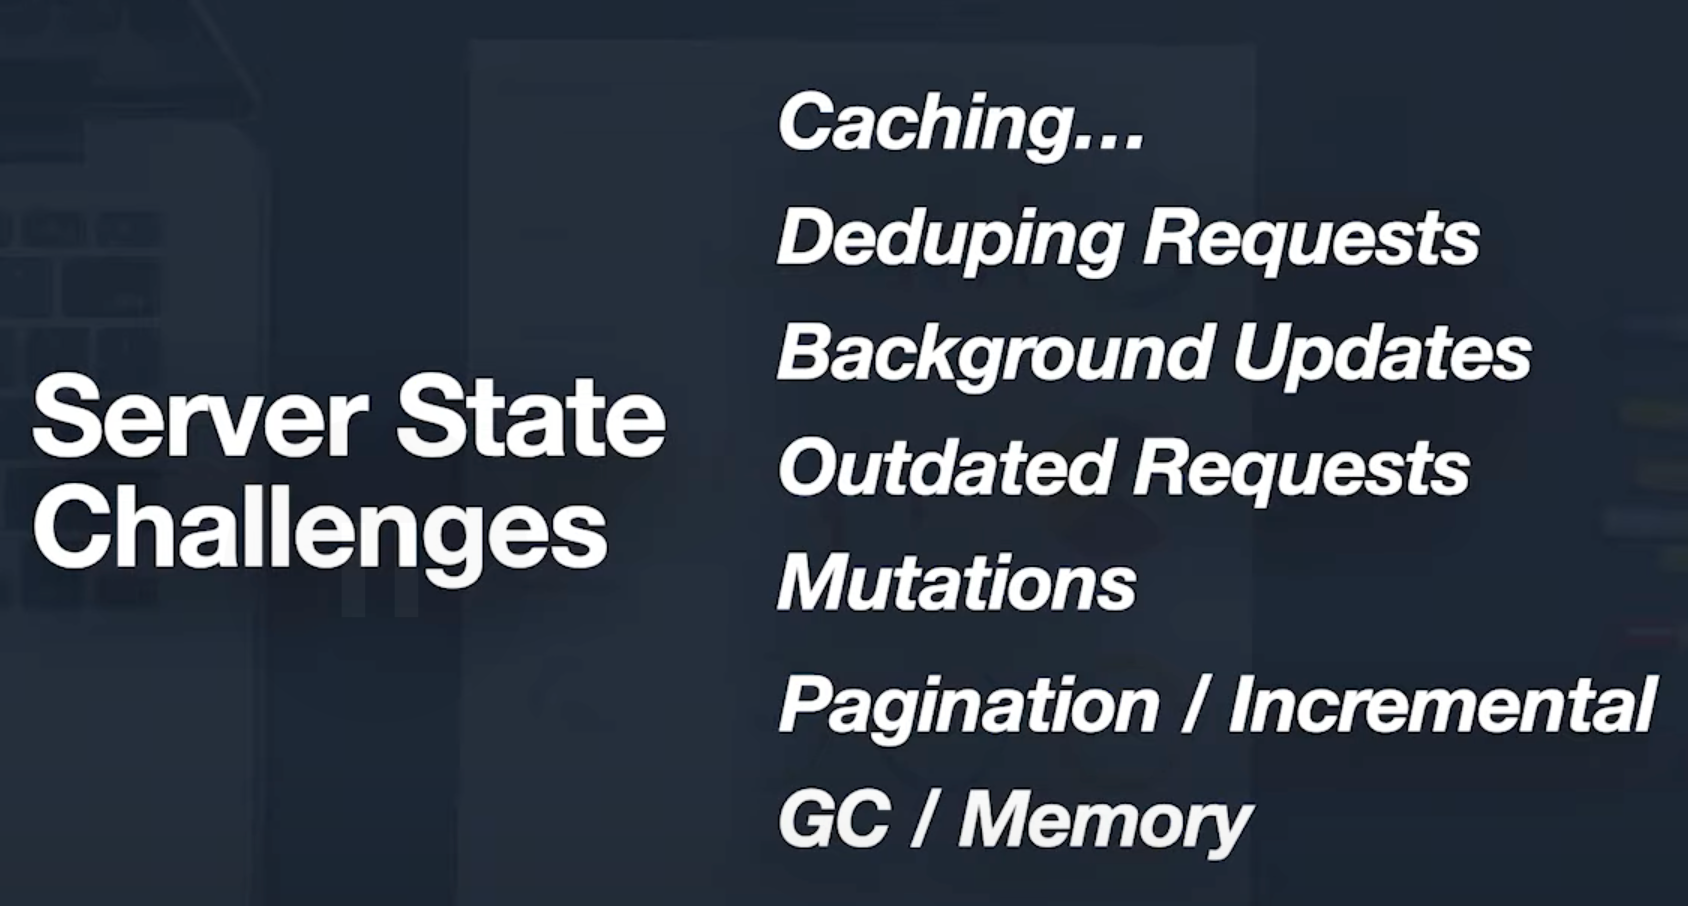 Server State
Challenges
Caching...
Deduping Requests
Background Updates
Outdated Requests
Mutations
Pagination / Incremental
GC / Memory